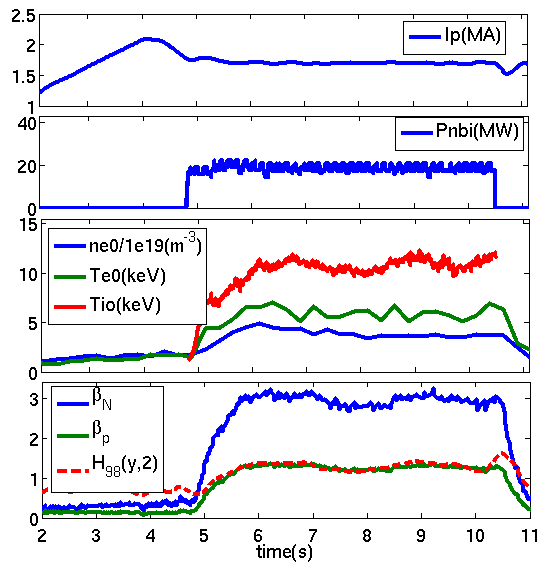 2.5
2
1.5
1
Ip(MA)
40
20
0
Pnbi(MW)
15
10
5
0
ne0/1e19(m⁻³)
Te0(keV)
Tio(keV)
3
2
1
0
β_N
β_p
H₉₈(y,2)
2 3 4 5 6 7 8 9 10 11
time(s)